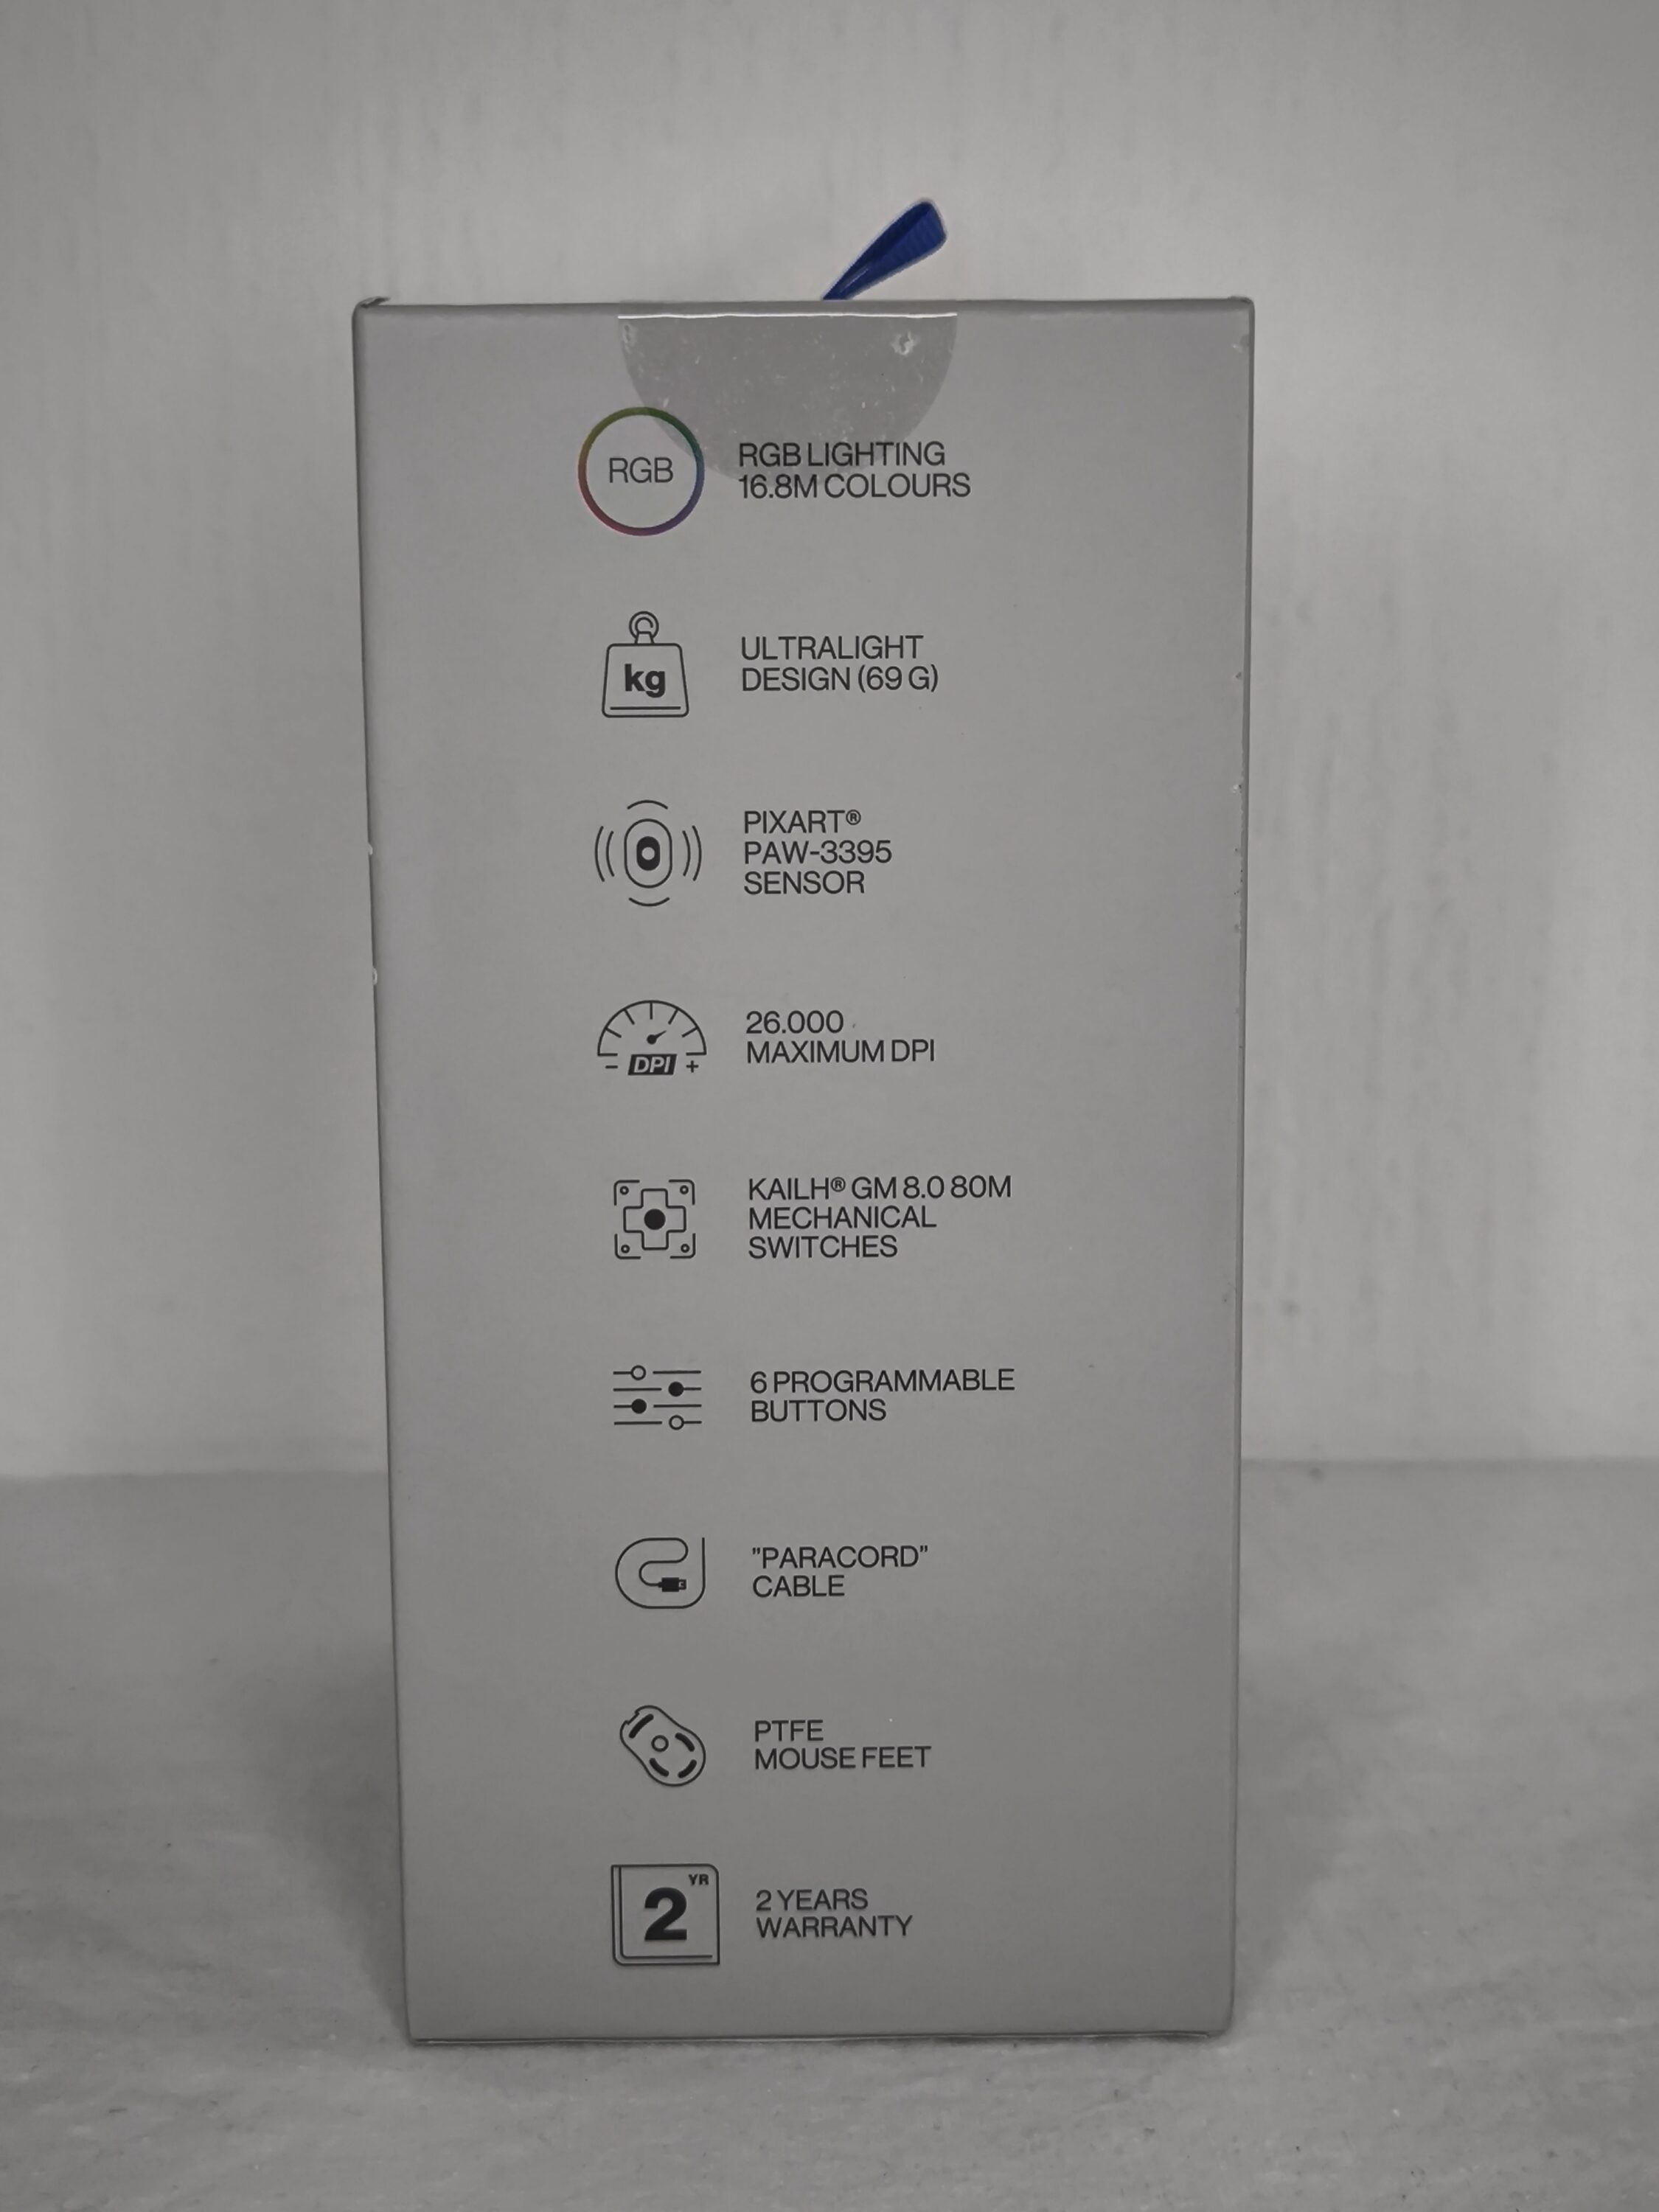 RGB
RGB LIGHTING
16.8M COLOURS
kg
ULTRALIGHT
DESIGN (69 G)
PIXART®
PAW-3395
SENSOR
26.000
MAXIMUM DPI
- DPI +
KAILH® GM 8.0 80M
MECHANICAL
SWITCHES
6 PROGRAMMABLE
BUTTONS
"PARACORD"
CABLE
PTFE
MOUSE FEET
2 YR
2 YEARS
WARRANTY